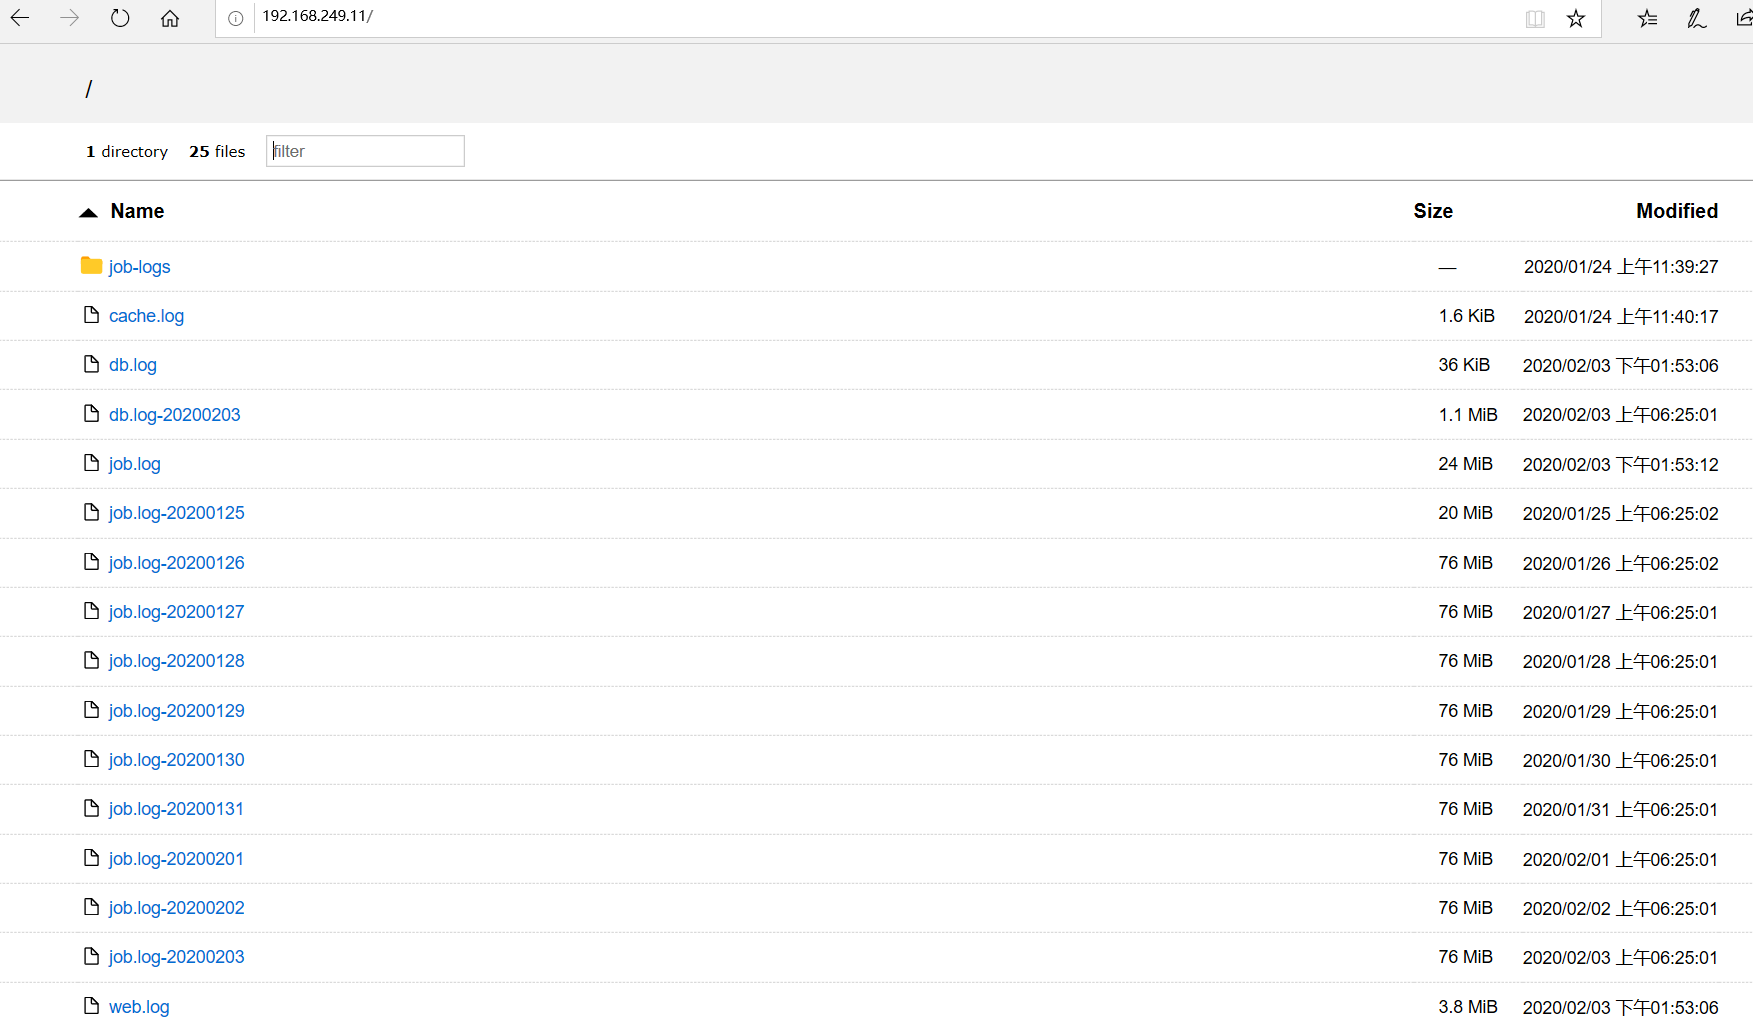 192.168.249.11/
/
1 directory 25 files filter
Name Size Modified
job-logs — 2020/01/24 上午11:39:27
cache.log 1.6 KiB 2020/01/24 上午11:40:17
db.log 36 KiB 2020/02/03 下午01:53:06
db.log-20200203 1.1 MiB 2020/02/03 上午06:25:01
job.log 24 MiB 2020/02/03 下午01:53:12
job.log-20200125 20 MiB 2020/01/25 上午06:25:02
job.log-20200126 76 MiB 2020/01/26 上午06:25:02
job.log-20200127 76 MiB 2020/01/27 上午06:25:01
job.log-20200128 76 MiB 2020/01/28 上午06:25:01
job.log-20200129 76 MiB 2020/01/29 上午06:25:01
job.log-20200130 76 MiB 2020/01/30 上午06:25:01
job.log-20200131 76 MiB 2020/01/31 上午06:25:01
job.log-20200201 76 MiB 2020/02/01 上午06:25:01
job.log-20200202 76 MiB 2020/02/02 上午06:25:01
job.log-20200203 76 MiB 2020/02/03 上午06:25:01
web.log 3.8 MiB 2020/02/03 下午01:53:06